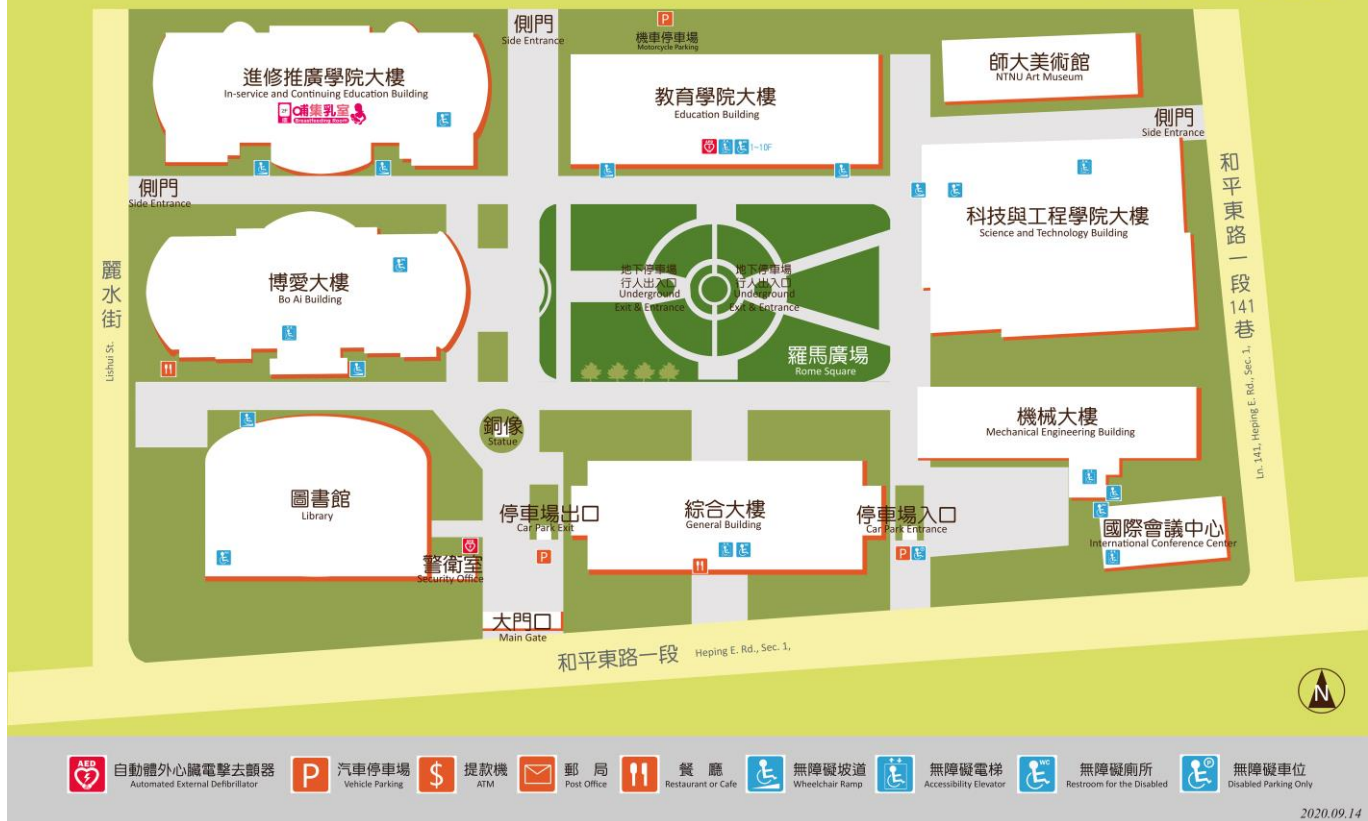 側門
Side Entrance
P
機車停車場
Motorcycle Parking
師大美術館
NTNU Art Museum
進修推廣學院大樓
In-service and Continuing Education Building
哺集乳室
Breastfeeding Room
教育學院大樓
Education Building
1-10F
側門
Side Entrance
側門
Side Entrance
科技與工程學院大樓
Science and Technology Building
和平東路一段141巷
Ln. 141, Heping E. Rd., Sec. 1,
麗水街
Lishui St.
博愛大樓
Bo Ai Building
地下停車場
行人出入口
Underground
Exit & Entrance
地下停車場
行人出入口
Underground
Exit & Entrance
羅馬廣場
Rome Square
銅像
Statue
機械大樓
Mechanical Engineering Building
圖書館
Library
停車場出口
Car Park Exit
P
綜合大樓
General Building
停車場入口
Car Park Entrance
P
國際會議中心
International Conference Center
警衛室
Security Office
大門口
Main Gate
和平東路一段 Heping E. Rd., Sec. 1,
N
AED
自動體外心臟電擊去顫器
Automated External Defibrillator
P
汽車停車場
Vehicle Parking
$
提款機
ATM
郵 局
Post Office
餐 廳
Restaurant or Cafe
無障礙坡道
Wheelchair Ramp
無障礙電梯
Accessibility Elevator
WC
無障礙廁所
Restroom for the Disabled
P
無障礙車位
Disabled Parking Only
2020.09.14